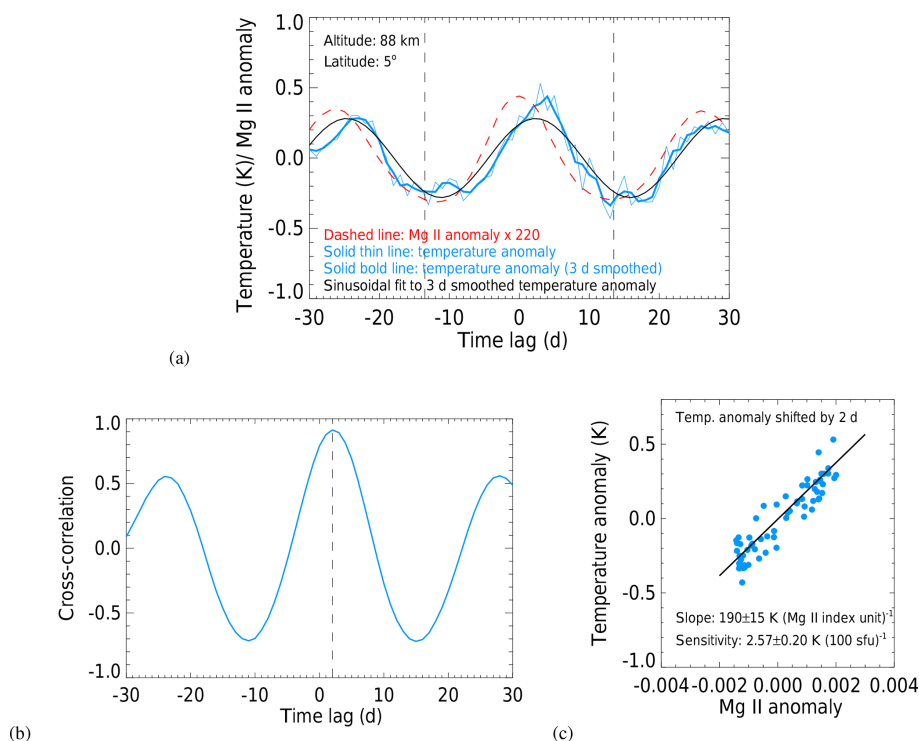 Altitude: 88 km
Latitude: 5°
Temperature (K)/ Mg II anomaly
1.0
0.5
0.0
-0.5
-1.0
Dashed line: Mg II anomaly x 220
Solid thin line: temperature anomaly
Solid bold line: temperature anomaly (3 d smoothed)
Sinusoidal fit to 3 d smoothed temperature anomaly
-30 -20 -10 0 10 20 30
Time lag (d)
(a)
Cross-correlation
1.0
0.5
0.0
-0.5
-1.0
-30 -20 -10 0 10 20 30
Time lag (d)
(b)
Temp. anomaly shifted by 2 d
Temperature anomaly (K)
0.5
0.0
-0.5
-1.0
Slope: 190±15 K (Mg II index unit)⁻¹
Sensitivity: 2.57±0.20 K (100 sfu)⁻¹
-0.004 -0.002 0.000 0.002 0.004
Mg II anomaly
(c)